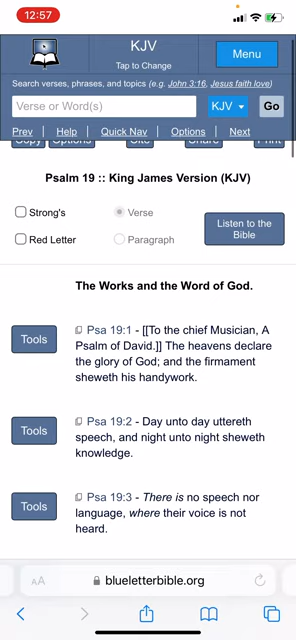 12:57
KJV
Tap to Change
Menu
Search verses, phrases, and topics (e.g. John 3:16, Jesus faith love)
Verse or Word(s)
KJV
Go
Prev | Help | Quick Nav | Options | Next
Copy Options Cite Share Print
Psalm 19 :: King James Version (KJV)
Strong's
Verse
Red Letter
Paragraph
Listen to the
Bible
The Works and the Word of God.
Tools
Psa 19:1 - [[To the chief Musician, A
Psalm of David.]] The heavens declare
the glory of God; and the firmament
sheweth his handywork.
Tools
Psa 19:2 - Day unto day uttereth
speech, and night unto night sheweth
knowledge.
Tools
Psa 19:3 - There is no speech nor
language, where their voice is not
heard.
AA
blueletterbible.org